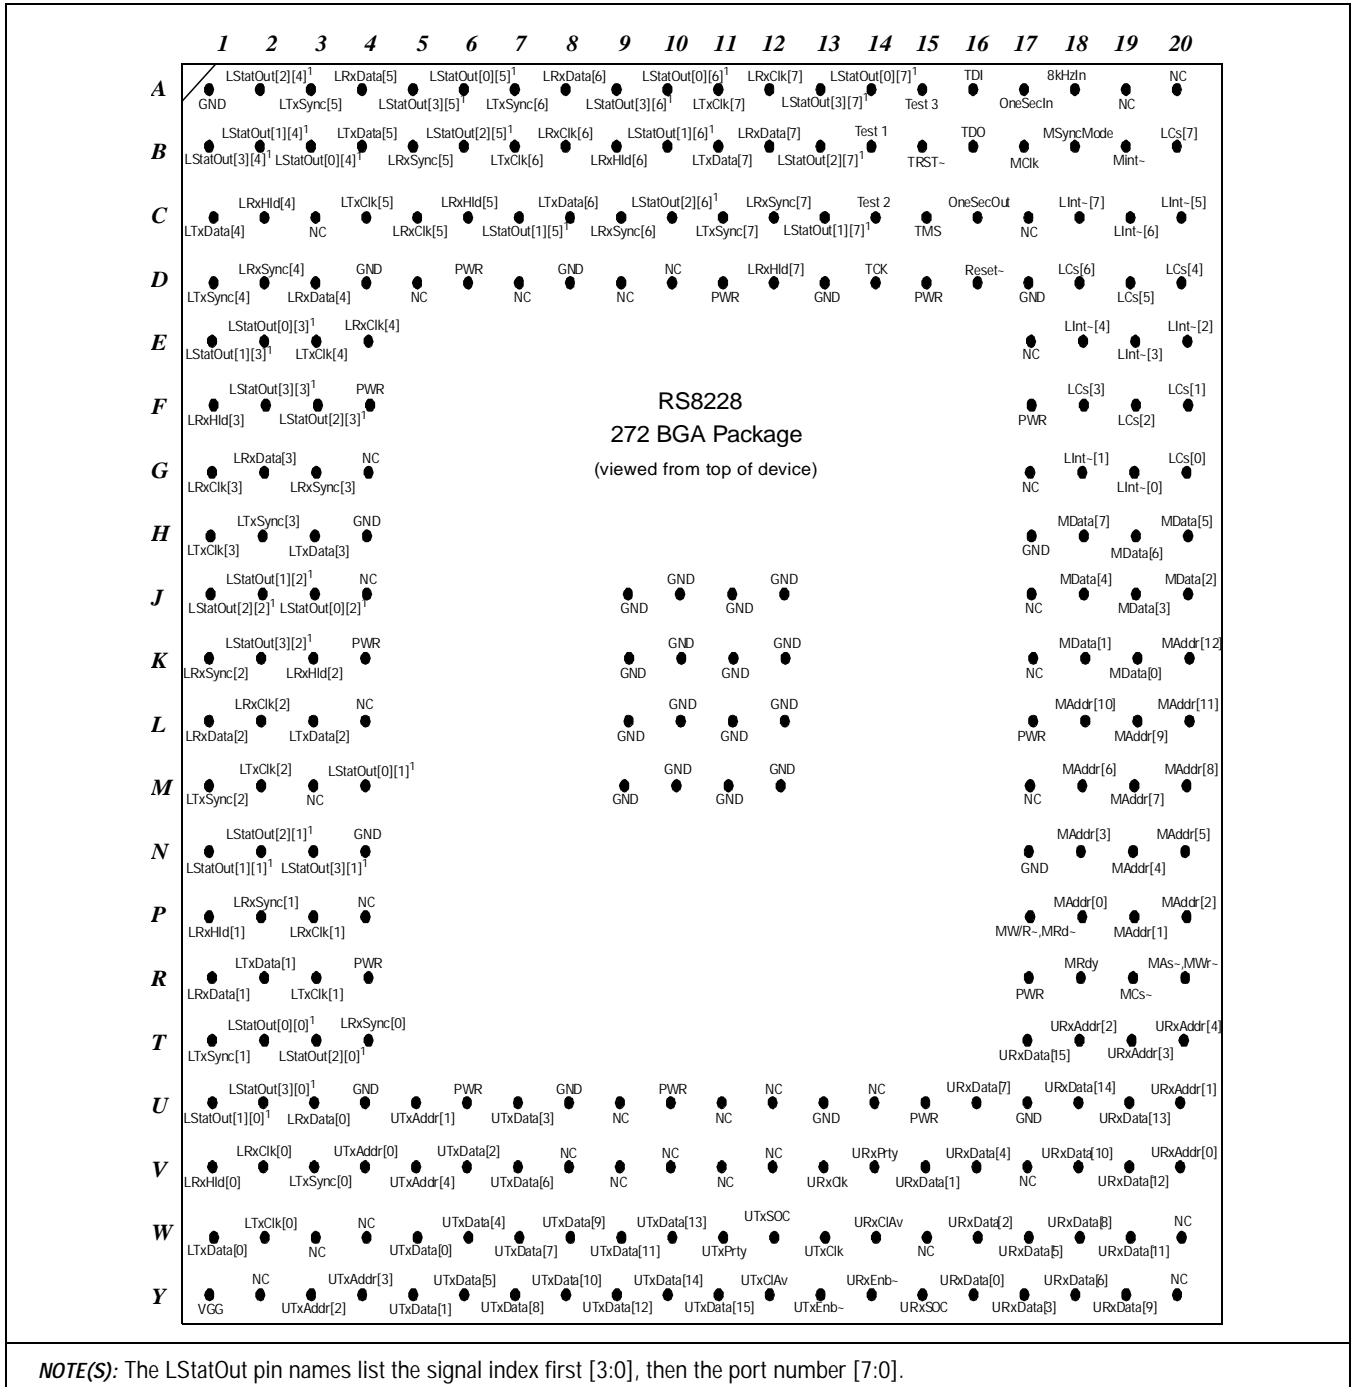 1 2 3 4 5 6 7 8 9 10 11 12 13 14 15 16 17 18 19 20
LStatOut[2][4]¹ LRxData[5] LStatOut[0][5]¹ LRxData[6] LStatOut[0][6]¹ LRxClk[7] LStatOut[0][7]¹ TDI 8kHzIn NC
A
GND LTxSync[5] LStatOut[3][5]¹ LTxSync[6] LStatOut[3][6]¹ LTxClk[7] LStatOut[3][7]¹ Test 3 OneSecIn NC
LStatOut[1][4]¹ LTxData[5] LStatOut[2][5]¹ LRxClk[6] LStatOut[1][6]¹ LRxData[7] Test 1 TDO MSyncMode LCs[7]
B
LStatOut[3][4]¹ LStatOut[0][4]¹ LRxSync[5] LTxClk[6] LRxHld[6] LTxData[7] LStatOut[2][7]¹ TRST~ MClk Mint~
LRxHld[4] LTxClk[5] LRxHld[5] LTxData[6] LStatOut[2][6]¹ LRxSync[7] Test 2 OneSecOut LInt~[7] LInt~[5]
C
LTxData[4] NC LRxClk[5] LStatOut[1][5]¹ LRxSync[6] LTxSync[7] LStatOut[1][7]¹ TMS NC LInt~[6]
LRxSync[4] GND PWR GND NC LRxHld[7] TCK Reset~ LCs[6] LCs[4]
D
LTxSync[4] LRxData[4] NC NC NC PWR GND PWR GND LCs[5]
LStatOut[0][3]¹ LRxClk[4] LInt~[4] LInt~[2]
E
LStatOut[1][3]¹ LTxClk[4] NC LInt~[3]
LStatOut[3][3]¹ PWR LCs[3] LCs[1]
F
LRxHld[3] LStatOut[2][3]¹ PWR LCs[2]
RS8228
272 BGA Package
(viewed from top of device)
LRxData[3] NC LInt~[1] LCs[0]
G
LRxClk[3] LRxSync[3] NC LInt~[0]
LTxSync[3] GND MData[7] MData[5]
H
LTxClk[3] LTxData[3] GND MData[6]
LStatOut[1][2]¹ NC GND GND MData[4] MData[2]
J
LStatOut[2][2]¹ LStatOut[0][2]¹ GND GND NC MData[3]
LStatOut[3][2]¹ PWR GND GND MData[1] MAddr[12]
K
LRxSync[2] LRxHld[2] GND GND NC MData[0]
LRxClk[2] NC GND GND MAddr[10] MAddr[11]
L
LRxData[2] LTxData[2] GND GND PWR MAddr[9]
LTxClk[2] LStatOut[0][1]¹ GND GND MAddr[6] MAddr[8]
M
LTxSync[2] NC GND GND NC MAddr[7]
LStatOut[2][1]¹ GND MAddr[3] MAddr[5]
N
LStatOut[1][1]¹ LStatOut[3][1]¹ GND MAddr[4]
LRxSync[1] NC MAddr[0] MAddr[2]
P
LRxHld[1] LRxClk[1] MW/R~,MRd~ MAddr[1]
LTxData[1] PWR MRdy MAs~,MWr~
R
LRxData[1] LTxClk[1] PWR MCs~
LStatOut[0][0]¹ LRxSync[0] URxAddr[2] URxAddr[4]
T
LTxSync[1] LStatOut[2][0]¹ URxData[15] URxAddr[3]
LStatOut[3][0]¹ GND PWR GND PWR NC NC URxData[7] URxData[14] URxAddr[1]
U
LStatOut[1][0]¹ LRxData[0] UTxAddr[1] UTxData[3] NC NC GND PWR GND URxData[13]
LRxClk[0] UTxAddr[0] UTxData[2] NC NC NC URxPrty URxData[4] URxData[10] URxAddr[0]
V
LRxHld[0] LTxSync[0] UTxAddr[4] UTxData[6] NC NC URxClk URxData[1] NC URxData[12]
LTxClk[0] NC UTxData[4] UTxData[9] UTxData[13] UTxSOC URxClAv URxData[2] URxData[8] NC
W
LTxData[0] NC UTxData[0] UTxData[7] UTxData[11] UTxPrty UTxClk NC URxData[5] URxData[11]
NC UTxAddr[3] UTxData[5] UTxData[10] UTxData[14] UTxClAv URxEnb~ URxData[0] URxData[6] NC
Y
VGG UTxAddr[2] UTxData[1] UTxData[8] UTxData[12] UTxData[15] UTxEnb~ URxSOC URxData[3] URxData[9]
NOTE(S): The LStatOut pin names list the signal index first [3:0], then the port number [7:0].